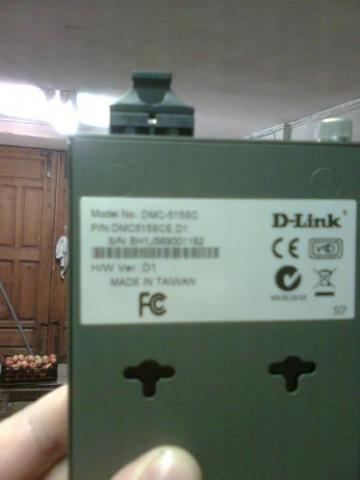 Model No.: DMC-515SC
P/N:DMC515SCE.D1
S/N: BH1J569001162
H/W Ver.:D1
MADE IN TAIWAN
FC
D-Link
CE